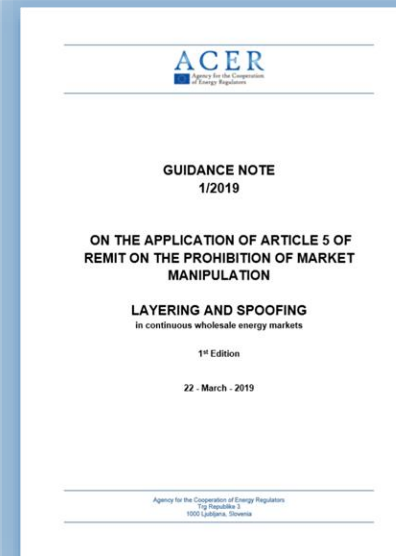 ACER
Agency for the Cooperation
of Energy Regulators
GUIDANCE NOTE
1/2019
ON THE APPLICATION OF ARTICLE 5 OF
REMIT ON THE PROHIBITION OF MARKET
MANIPULATION
LAYERING AND SPOOFING
in continuous wholesale energy markets
1st Edition
22 - March - 2019
Agency for the Cooperation of Energy Regulators
Trg Republike 3
1000 Ljubljana, Slovenia